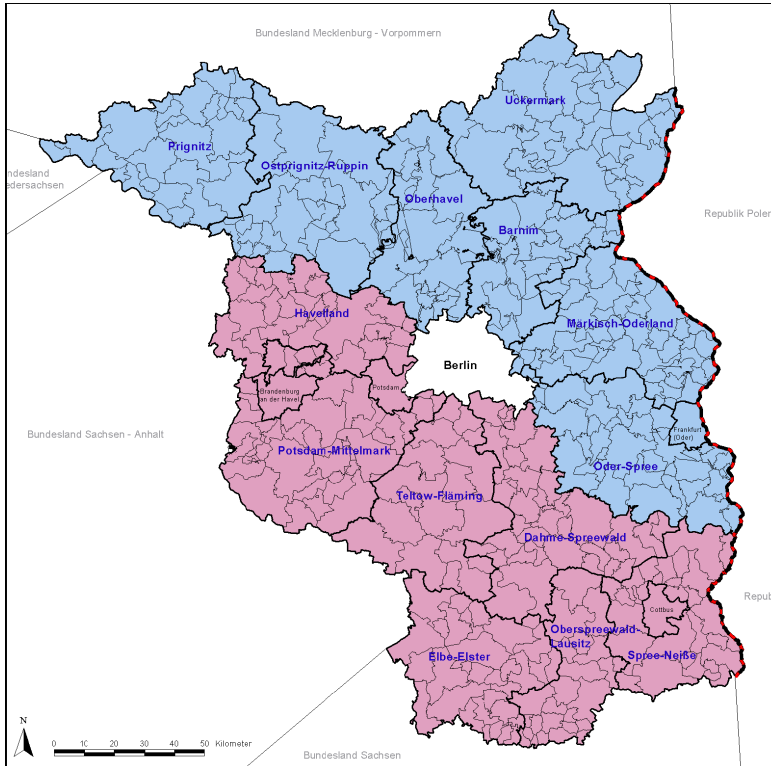 Bundesland Mecklenburg - Vorpommern
Uckermark
Prignitz
Ostprignitz-Ruppin
ndesland
edersachsen
Oberhavel
Republik Polen
Barnim
Havelland
Märkisch-Oderland
Berlin
Potsdam
Brandenburg
an der Havel
Frankfurt
(Oder)
Bundesland Sachsen - Anhalt
Potsdam-Mittelmark
Oder-Spree
Teltow-Fläming
Dahme-Spreewald
Republ
Cottbus
Oberspreewald-
Lausitz
Elbe-Elster
Spree-Neiße
N
0 10 20 30 40 50 Kilometer
Bundesland Sachsen